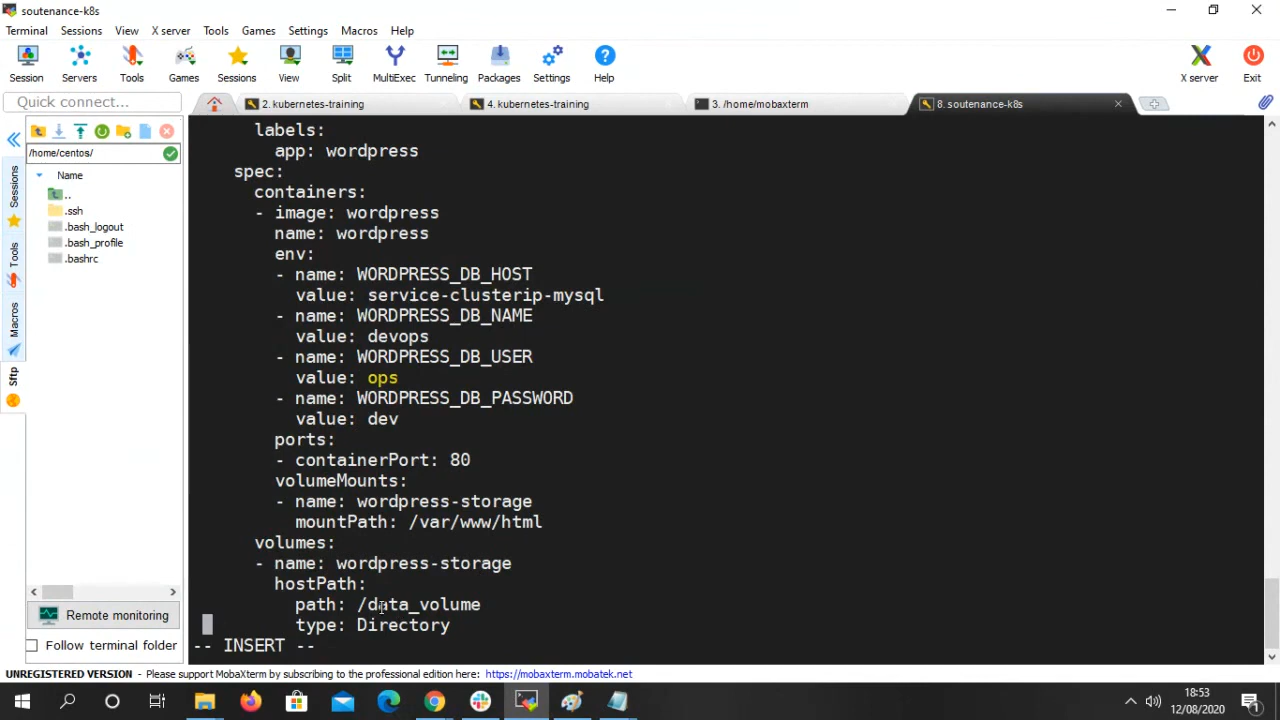 soutenance-k8s
Terminal Sessions View X server Tools Games Settings Macros Help
Session Servers Tools Games Sessions View Split MultiExec Tunneling Packages Settings Help X server Exit
Quick connect...
2. kubernetes-training
4. kubernetes-training
3. /home/mobaxterm
8. soutenance-k8s
/home/centos/
Name
..
.ssh
.bash_logout
.bash_profile
.bashrc
Sessions
Tools
Macros
Sftp
labels:
app: wordpress
spec:
containers:
- image: wordpress
name: wordpress
env:
- name: WORDPRESS_DB_HOST
value: service-clusterip-mysql
- name: WORDPRESS_DB_NAME
value: devops
- name: WORDPRESS_DB_USER
value: ops
- name: WORDPRESS_DB_PASSWORD
value: dev
ports:
- containerPort: 80
volumeMounts:
- name: wordpress-storage
mountPath: /var/www/html
volumes:
- name: wordpress-storage
hostPath:
path: /data_volume
type: Directory
-- INSERT --
Remote monitoring
Follow terminal folder
UNREGISTERED VERSION - Please support MobaXterm by subscribing to the professional edition here: https://mobaxterm.mobatek.net
18:53
12/08/2020
1